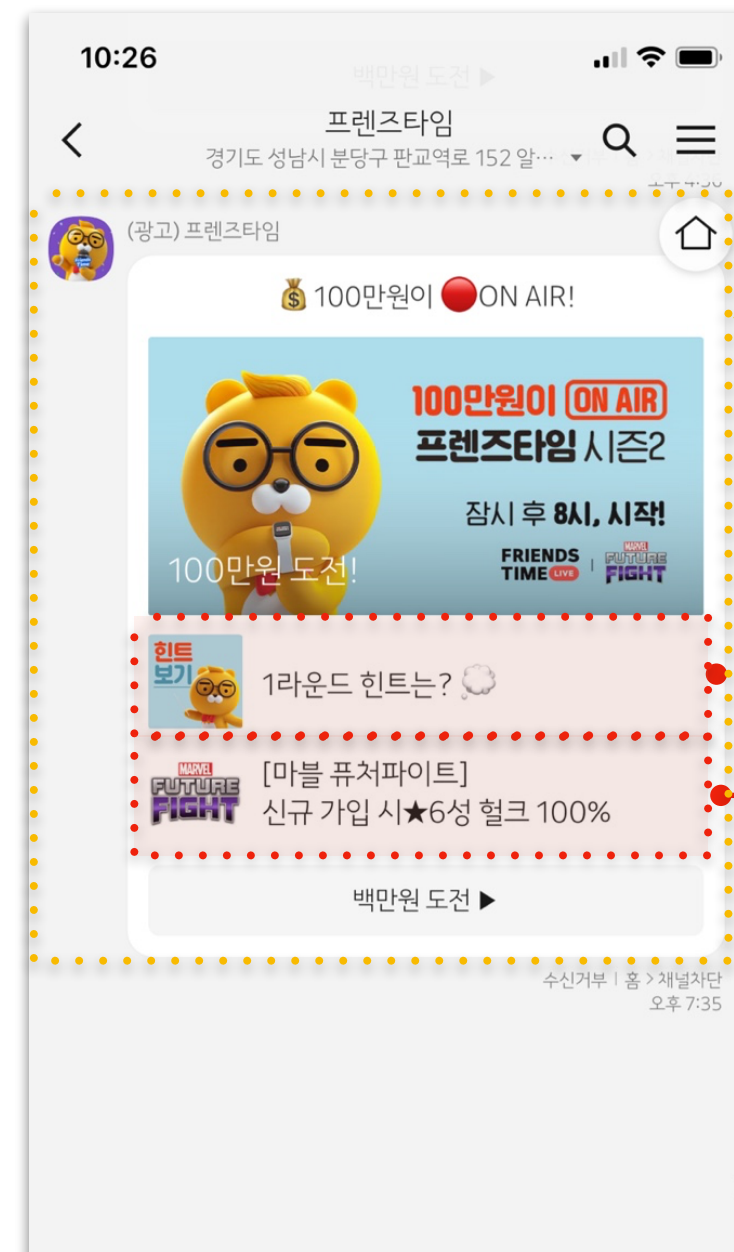 10:26
백만원 도전 ▶
프렌즈타임
경기도 성남시 분당구 판교역로 152 알…
(광고) 프렌즈타임
💰 100만원이 🔴ON AIR!
100만원이 ON AIR
프렌즈타임 시즌2
잠시 후 8시, 시작!
FRIENDS TIME LIVE
MARVEL FUTURE FIGHT
100만원 도전!
힌트
보기
1라운드 힌트는? 💭
MARVEL
FUTURE
FIGHT
[마블 퓨처파이트]
신규 가입 시★6성 헐크 100%
백만원 도전 ▶
수신거부 | 홈 > 채널차단
오후 7:35